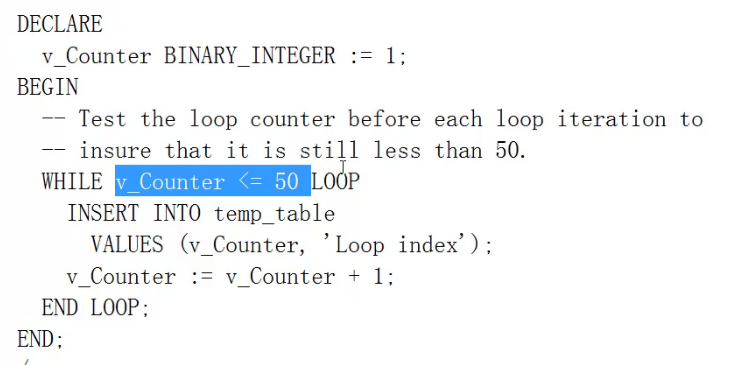 DECLARE
v_Counter BINARY_INTEGER := 1;
BEGIN
-- Test the loop counter before each loop iteration to
-- insure that it is still less than 50.
WHILE v_Counter <= 50 LOOP
INSERT INTO temp_table
VALUES (v_Counter, 'Loop index');
v_Counter := v_Counter + 1;
END LOOP;
END;